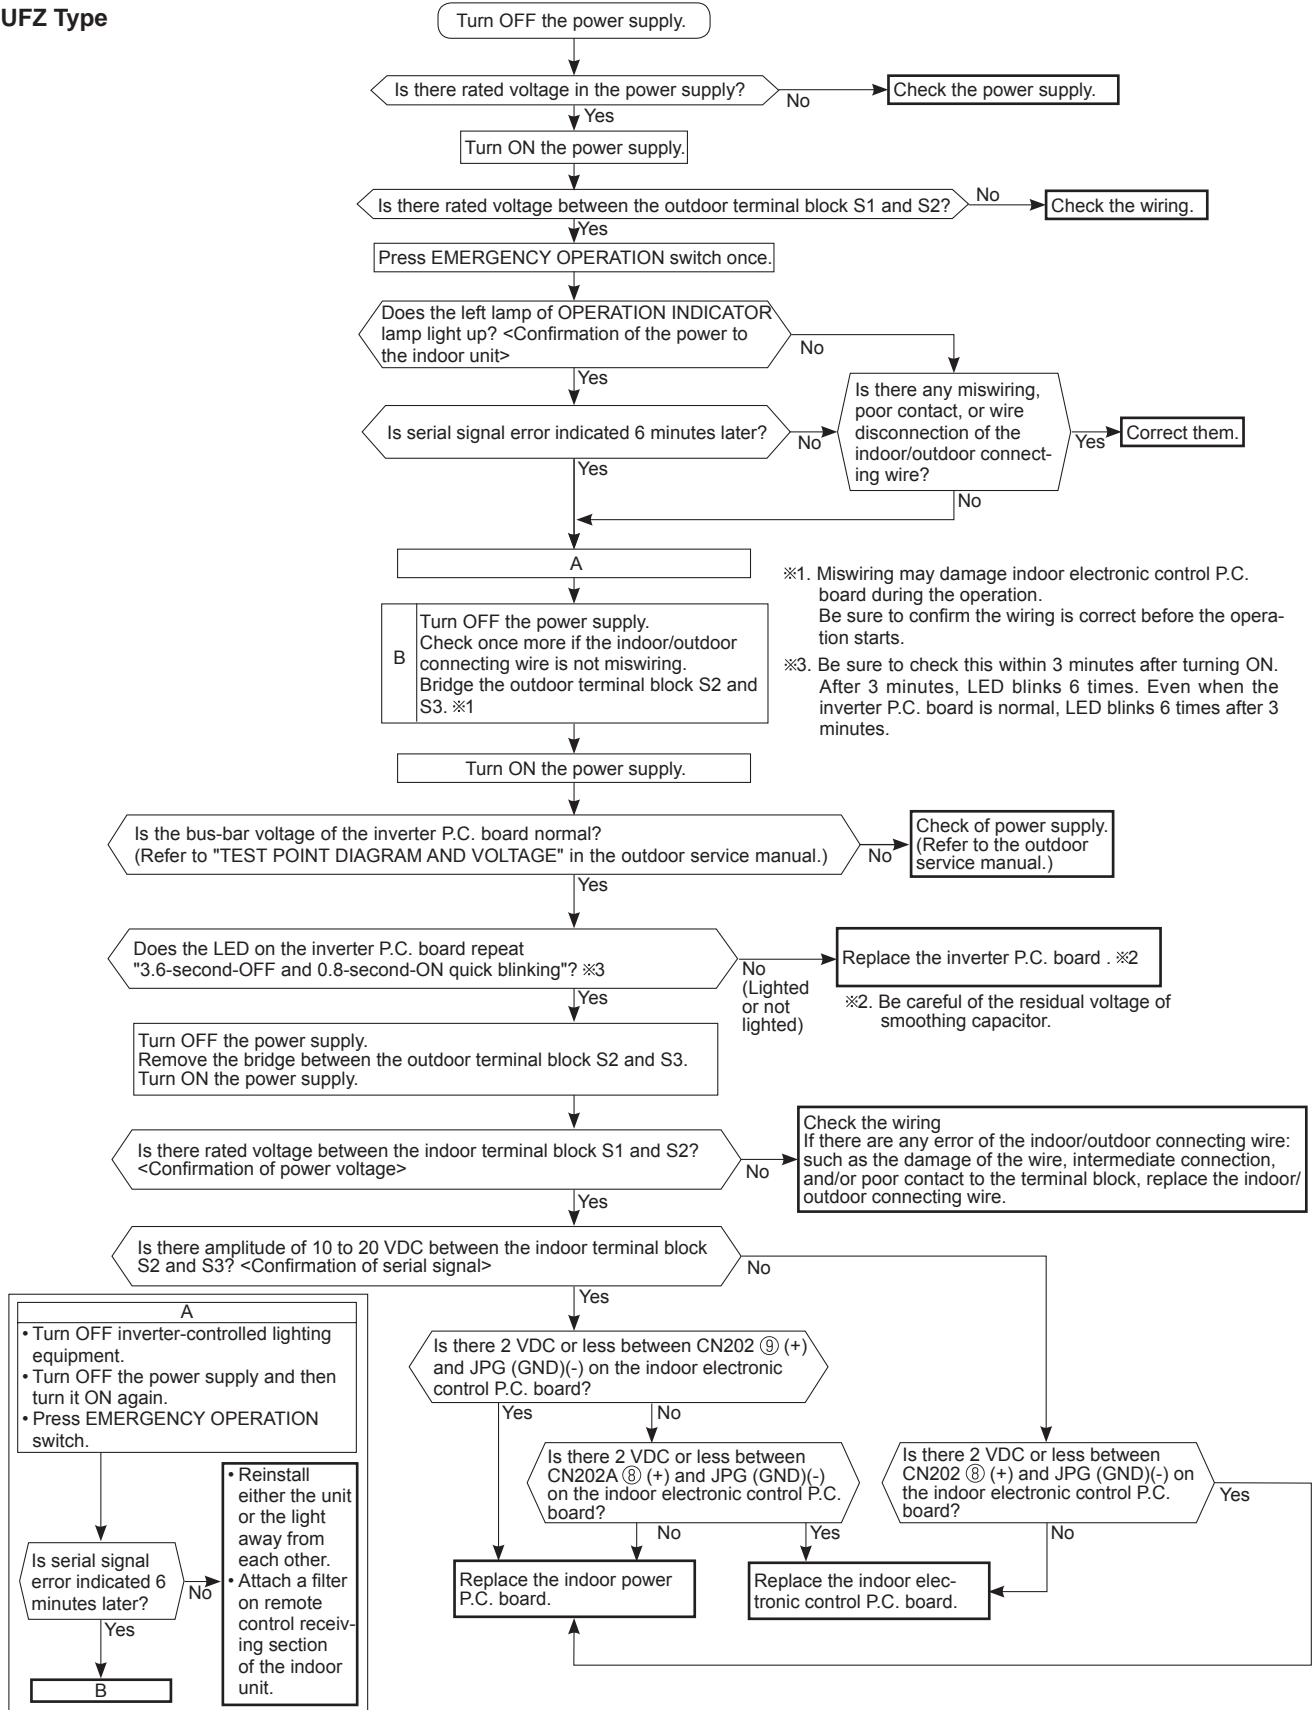 UFZ Type
Turn OFF the power supply.
Is there rated voltage in the power supply?
No
Check the power supply.
Yes
Turn ON the power supply.
Is there rated voltage between the outdoor terminal block S1 and S2?
No
Check the wiring.
Yes
Press EMERGENCY OPERATION switch once.
Does the left lamp of OPERATION INDICATOR
lamp light up? <Confirmation of the power to
the indoor unit>
No
Yes
Is there any miswiring,
poor contact, or wire
disconnection of the
indoor/outdoor connect-
ing wire?
Yes
Correct them.
Is serial signal error indicated 6 minutes later?
No
Yes
No
A
※1. Miswiring may damage indoor electronic control P.C.
board during the operation.
Be sure to confirm the wiring is correct before the opera-
tion starts.
※3. Be sure to check this within 3 minutes after turning ON.
After 3 minutes, LED blinks 6 times. Even when the
inverter P.C. board is normal, LED blinks 6 times after 3
minutes.
B
Turn OFF the power supply.
Check once more if the indoor/outdoor
connecting wire is not miswiring.
Bridge the outdoor terminal block S2 and
S3. ※1
Turn ON the power supply.
Is the bus-bar voltage of the inverter P.C. board normal?
(Refer to "TEST POINT DIAGRAM AND VOLTAGE" in the outdoor service manual.)
No
Check of power supply.
(Refer to the outdoor
service manual.)
Yes
Does the LED on the inverter P.C. board repeat
"3.6-second-OFF and 0.8-second-ON quick blinking"? ※3
No
(Lighted
or not
lighted)
Replace the inverter P.C. board . ※2
※2. Be careful of the residual voltage of
smoothing capacitor.
Yes
Turn OFF the power supply.
Remove the bridge between the outdoor terminal block S2 and S3.
Turn ON the power supply.
Is there rated voltage between the indoor terminal block S1 and S2?
<Confirmation of power voltage>
No
Check the wiring
If there are any error of the indoor/outdoor connecting wire:
such as the damage of the wire, intermediate connection,
and/or poor contact to the terminal block, replace the indoor/
outdoor connecting wire.
Yes
Is there amplitude of 10 to 20 VDC between the indoor terminal block
S2 and S3? <Confirmation of serial signal>
No
Yes
Is there 2 VDC or less between CN202 ⑨ (+)
and JPG (GND)(-) on the indoor electronic
control P.C. board?
Yes
No
Is there 2 VDC or less between
CN202A ⑧ (+) and JPG (GND)(-)
on the indoor electronic control P.C.
board?
No
Yes
Is there 2 VDC or less between
CN202 ⑧ (+) and JPG (GND)(-) on
the indoor electronic control P.C.
board?
Yes
No
Replace the indoor power
P.C. board.
Replace the indoor elec-
tronic control P.C. board.
A
• Turn OFF inverter-controlled lighting
equipment.
• Turn OFF the power supply and then
turn it ON again.
• Press EMERGENCY OPERATION
switch.
Is serial signal
error indicated 6
minutes later?
No
• Reinstall
either the unit
or the light
away from
each other.
• Attach a filter
on remote
control receiv-
ing section
of the indoor
unit.
Yes
B